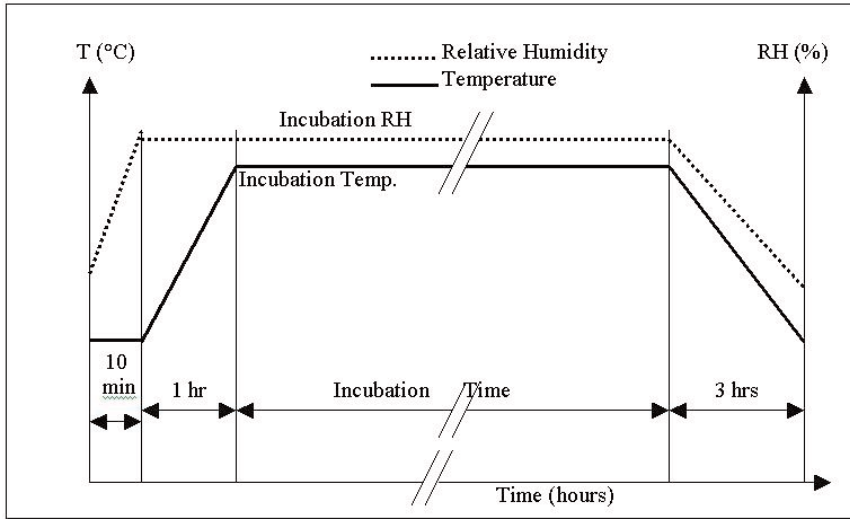 T (°C)
Relative Humidity
RH (%)
Temperature
Incubation RH
Incubation Temp.
10
min
1 hr
Incubation Time
3 hrs
Time (hours)